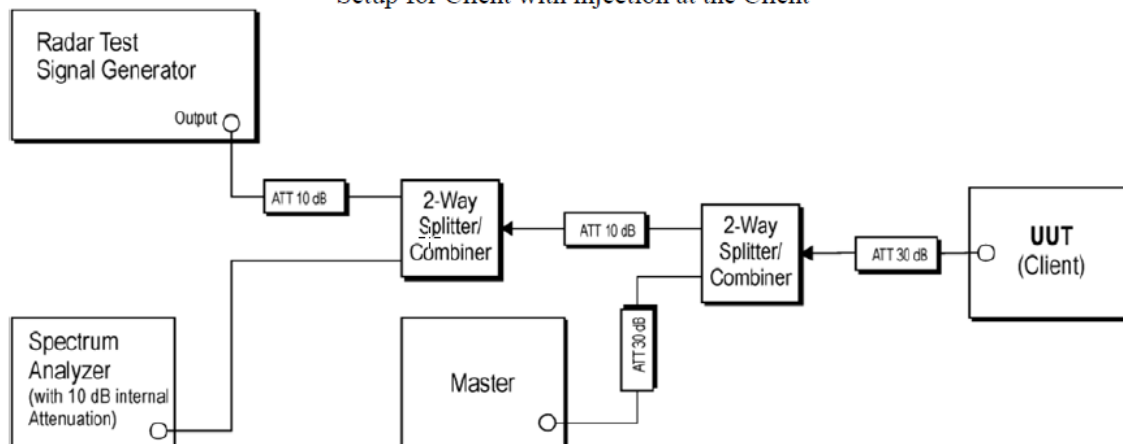 Setup for Client with injection at the Client
Radar Test
Signal Generator
Output
ATT 10 dB
2-Way
Splitter/
Combiner
ATT 10 dB
2-Way
Splitter/
Combiner
ATT 30 dB
UUT
(Client)
Spectrum
Analyzer
(with 10 dB internal
Attenuation)
Master
ATT 30 dB